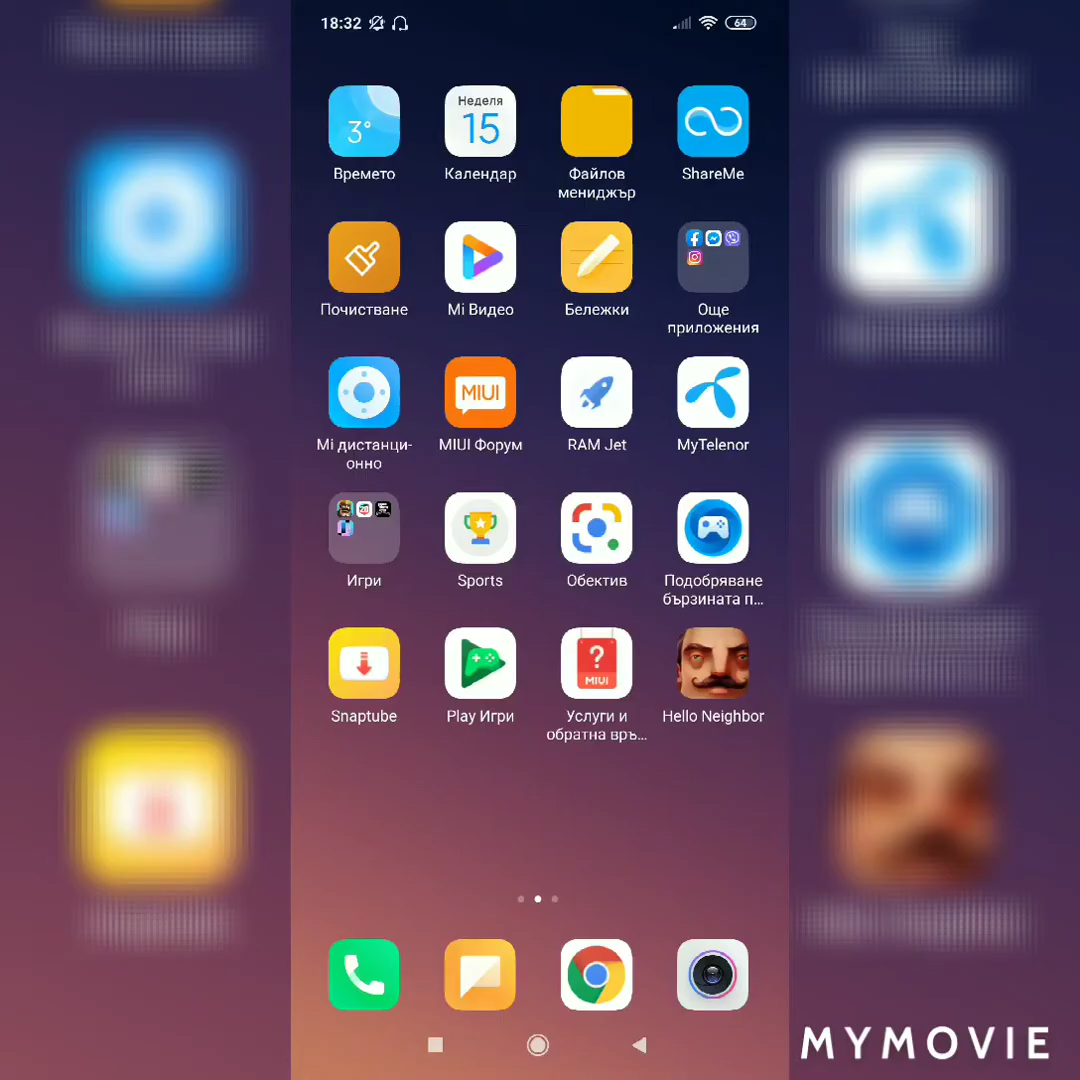 18:32
64
Неделя
3°
15
Времето
Календар
Файлов
мениджър
ShareMe
Почистване
Mi Видео
Бележки
Още
приложения
MIUI
Mi дистанци-
онно
MIUI Форум
RAM Jet
MyTelenor
Игри
Sports
Обектив
Подобряване
бързината п...
?
MIUI
Snaptube
Play Игри
Услуги и
обратна връ...
Hello Neighbor
MYMOVIE